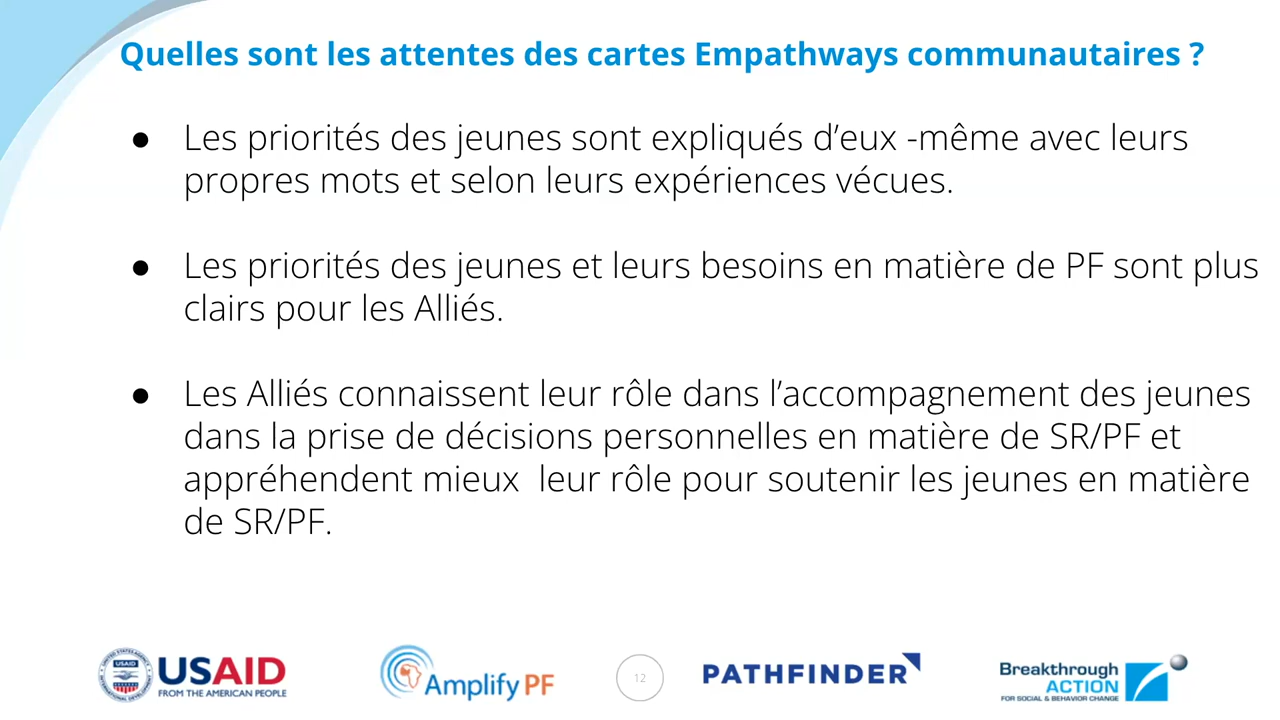 Quelles sont les attentes des cartes Empathways communautaires ?
● Les priorités des jeunes sont expliqués d’eux -même avec leurs
propres mots et selon leurs expériences vécues.
● Les priorités des jeunes et leurs besoins en matière de PF sont plus
clairs pour les Alliés.
● Les Alliés connaissent leur rôle dans l’accompagnement des jeunes
dans la prise de décisions personnelles en matière de SR/PF et
appréhendent mieux  leur rôle pour soutenir les jeunes en matière
de SR/PF.
USAID
USAID
FROM THE AMERICAN PEOPLE
Amplify PF
12
PATHFINDER
Breakthrough
ACTION
FOR SOCIAL & BEHAVIOR CHANGE